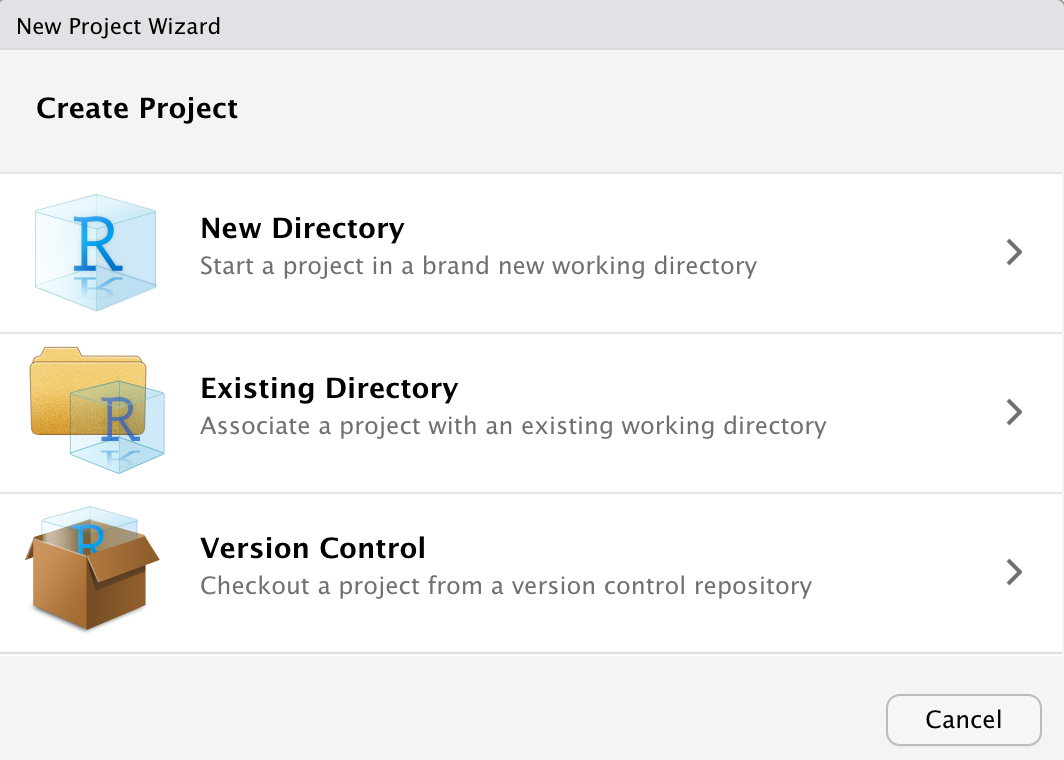 New Project Wizard
Create Project
R
New Directory
Start a project in a brand new working directory
R
Existing Directory
Associate a project with an existing working directory
R
Version Control
Checkout a project from a version control repository
Cancel